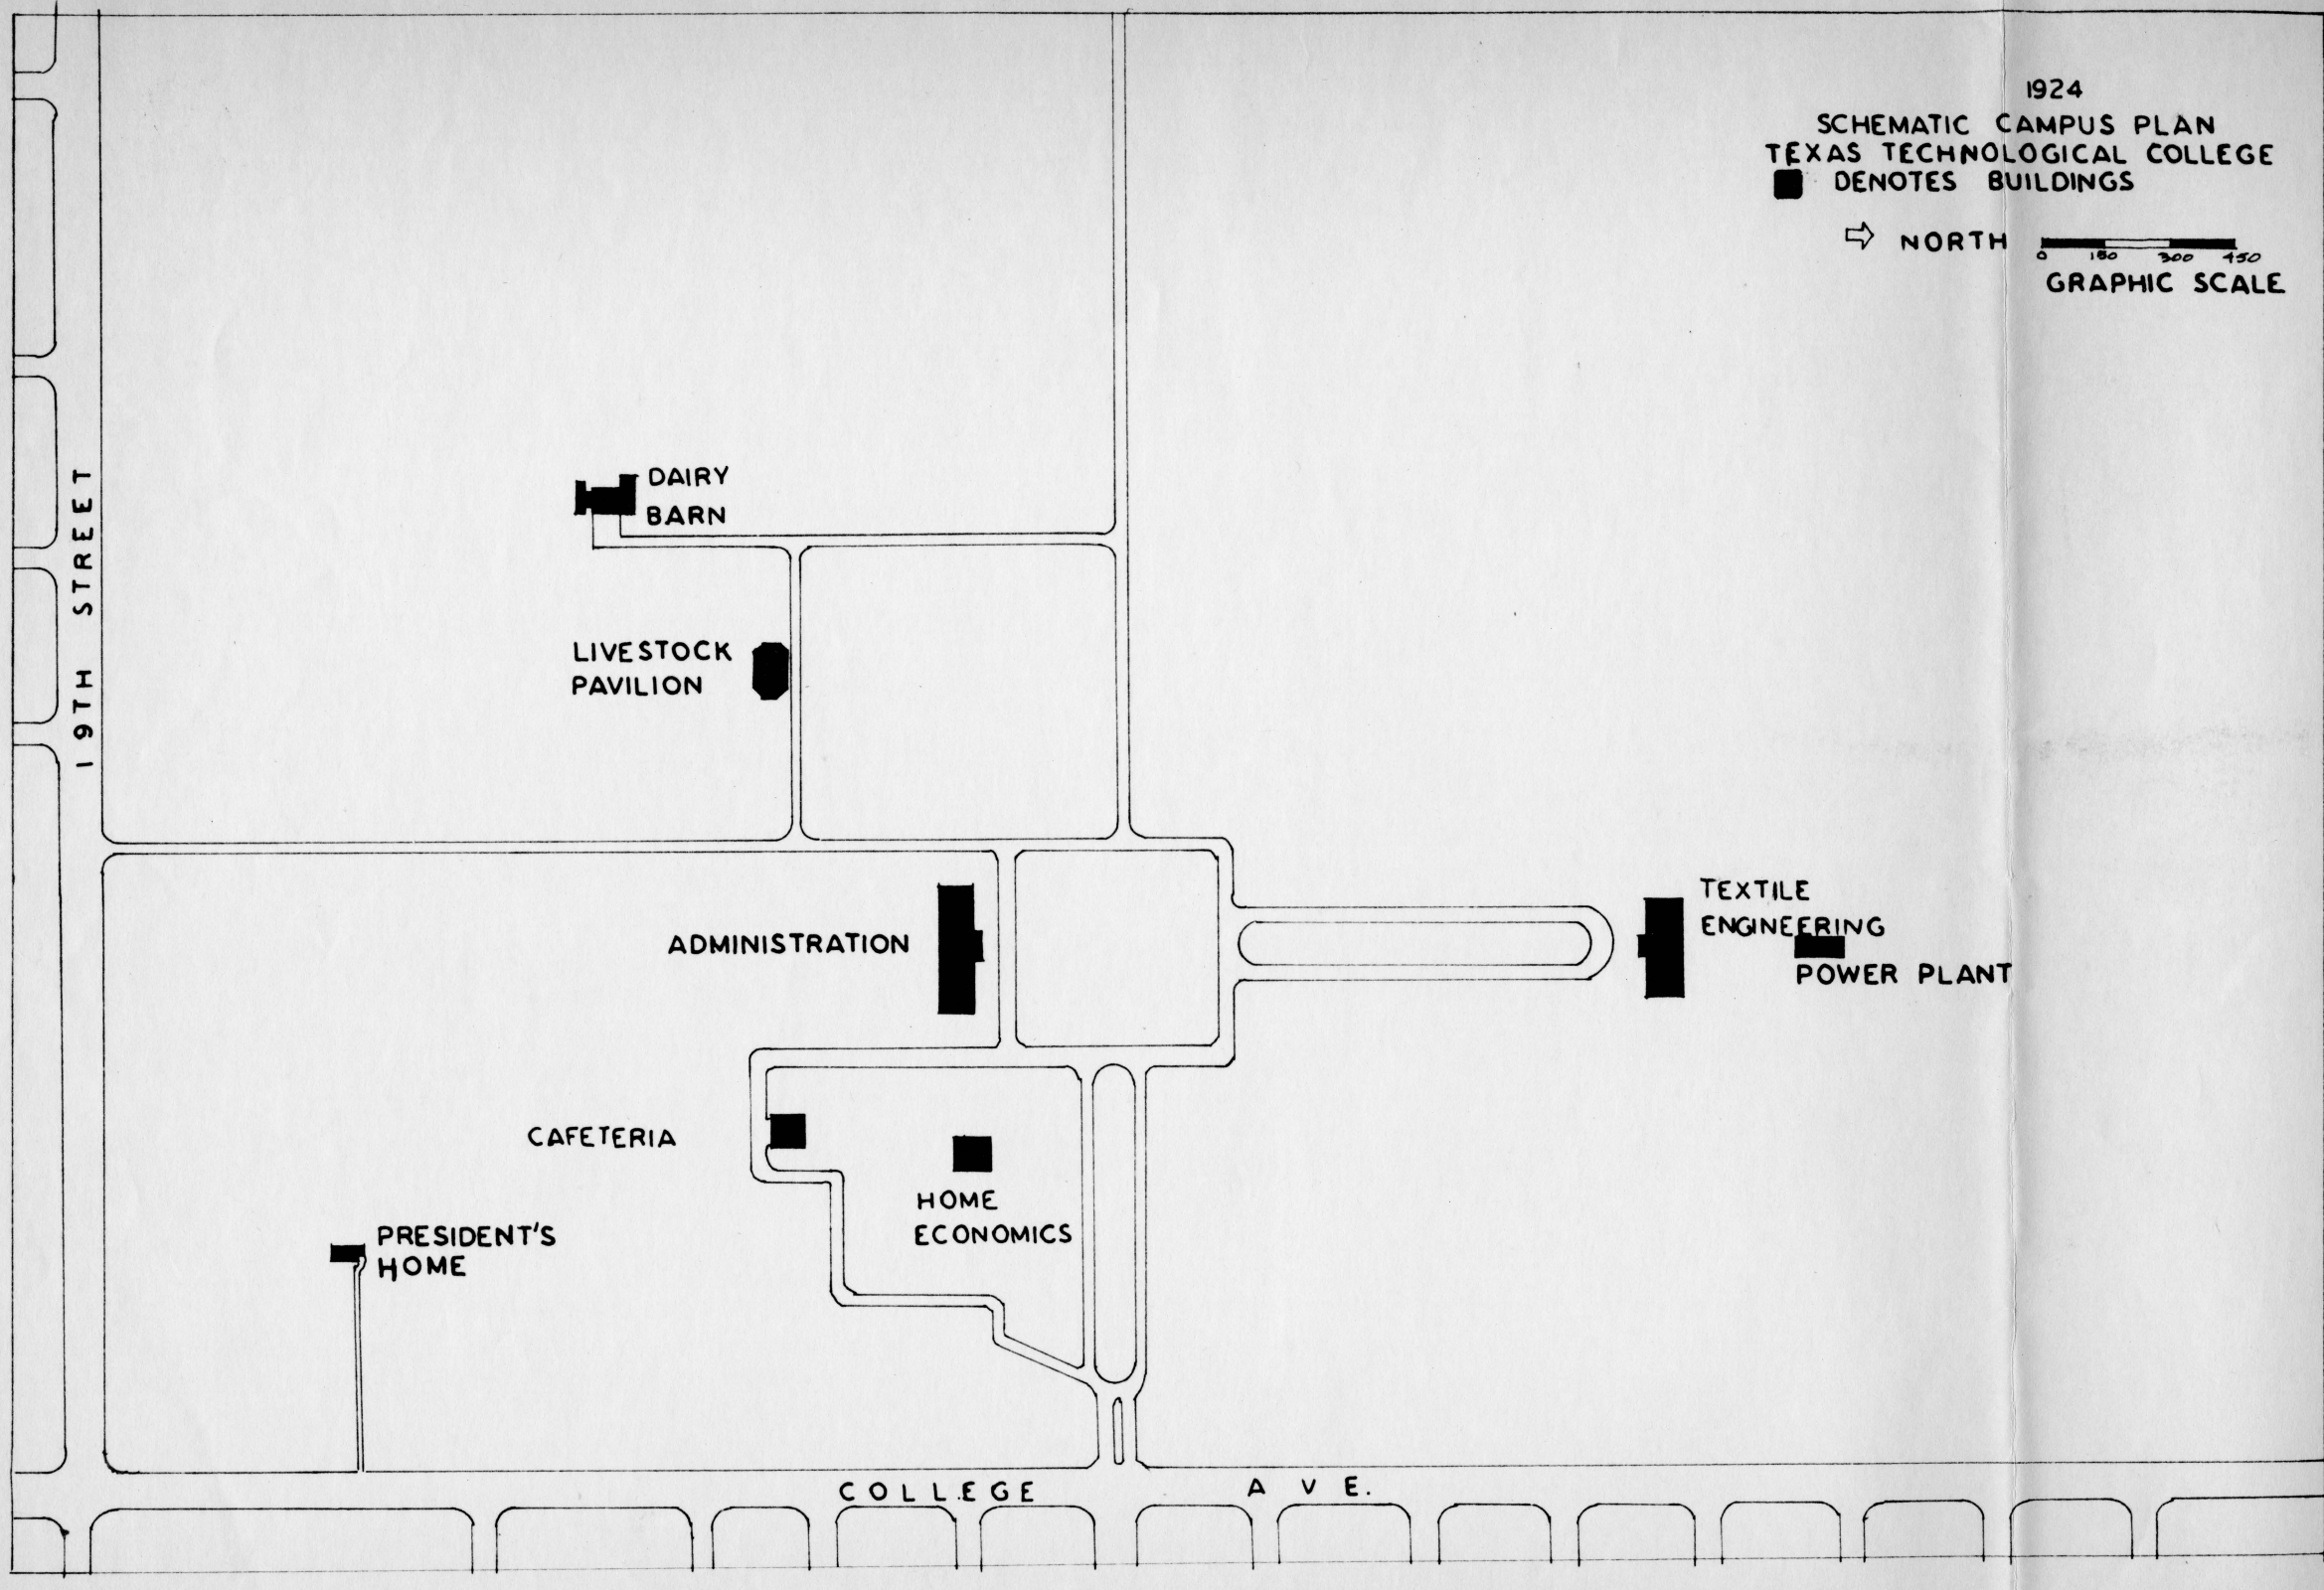 1924
SCHEMATIC CAMPUS PLAN
TEXAS TECHNOLOGICAL COLLEGE
DENOTES BUILDINGS
NORTH
0 150 300 450
GRAPHIC SCALE
DAIRY
BARN
19TH STREET
LIVESTOCK
PAVILION
TEXTILE
ENGINEERING
ADMINISTRATION
POWER PLANT
CAFETERIA
HOME
ECONOMICS
PRESIDENT'S
HOME
COLLEGE AVE.